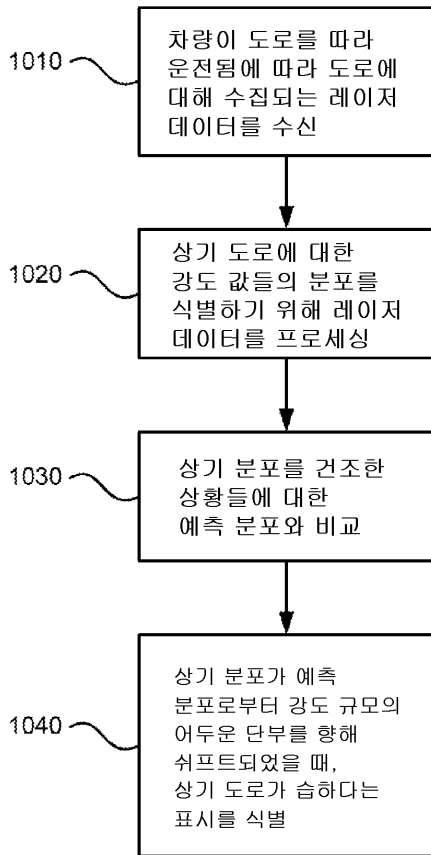 1010
차량이 도로를 따라
운전됨에 따라 도로에
대해 수집되는 레이저
데이터를 수신
1020
상기 도로에 대한
강도 값들의 분포를
식별하기 위해 레이저
데이터를 프로세싱
1030
상기 분포를 건조한
상황들에 대한
예측 분포와 비교
1040
상기 분포가 예측
분포로부터 강도 규모의
어두운 단부를 향해
쉬프트되었을 때,
상기 도로가 습하다는
표시를 식별